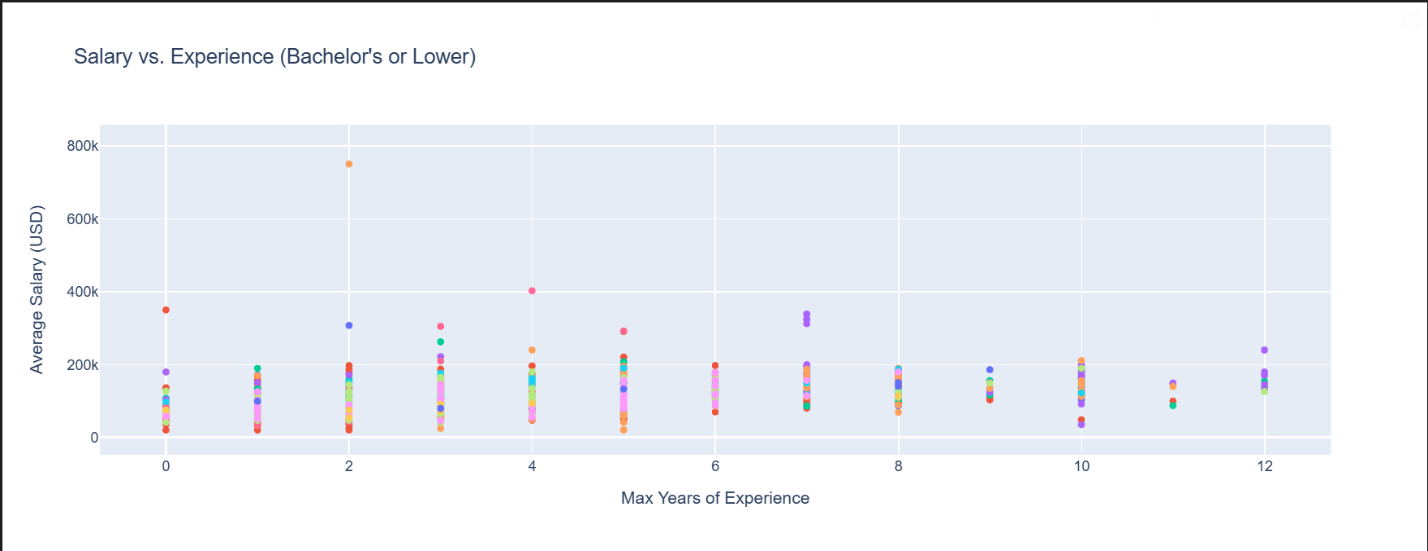 Salary vs. Experience (Bachelor's or Lower)
800k
600k
400k
200k
0
Average Salary (USD)
0 2 4 6 8 10 12
Max Years of Experience